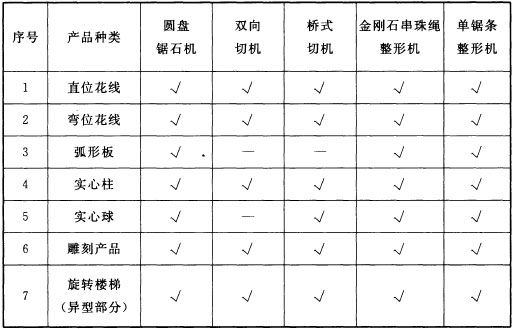 序号 产品种类 圆盘锯石机 双向切机 桥式切机 金刚石串珠绳整形机 单锯条整形机
1 直位花线 √ √ √ √ √
2 弯位花线 √ √ √ √ √
3 弧形板 √ — — √ √
4 实心柱 √ √ √ √ √
5 实心球 √ — √ √ √
6 雕刻产品 √ √ √ √ √
7 旋转楼梯(异型部分) √ √ √ √ √